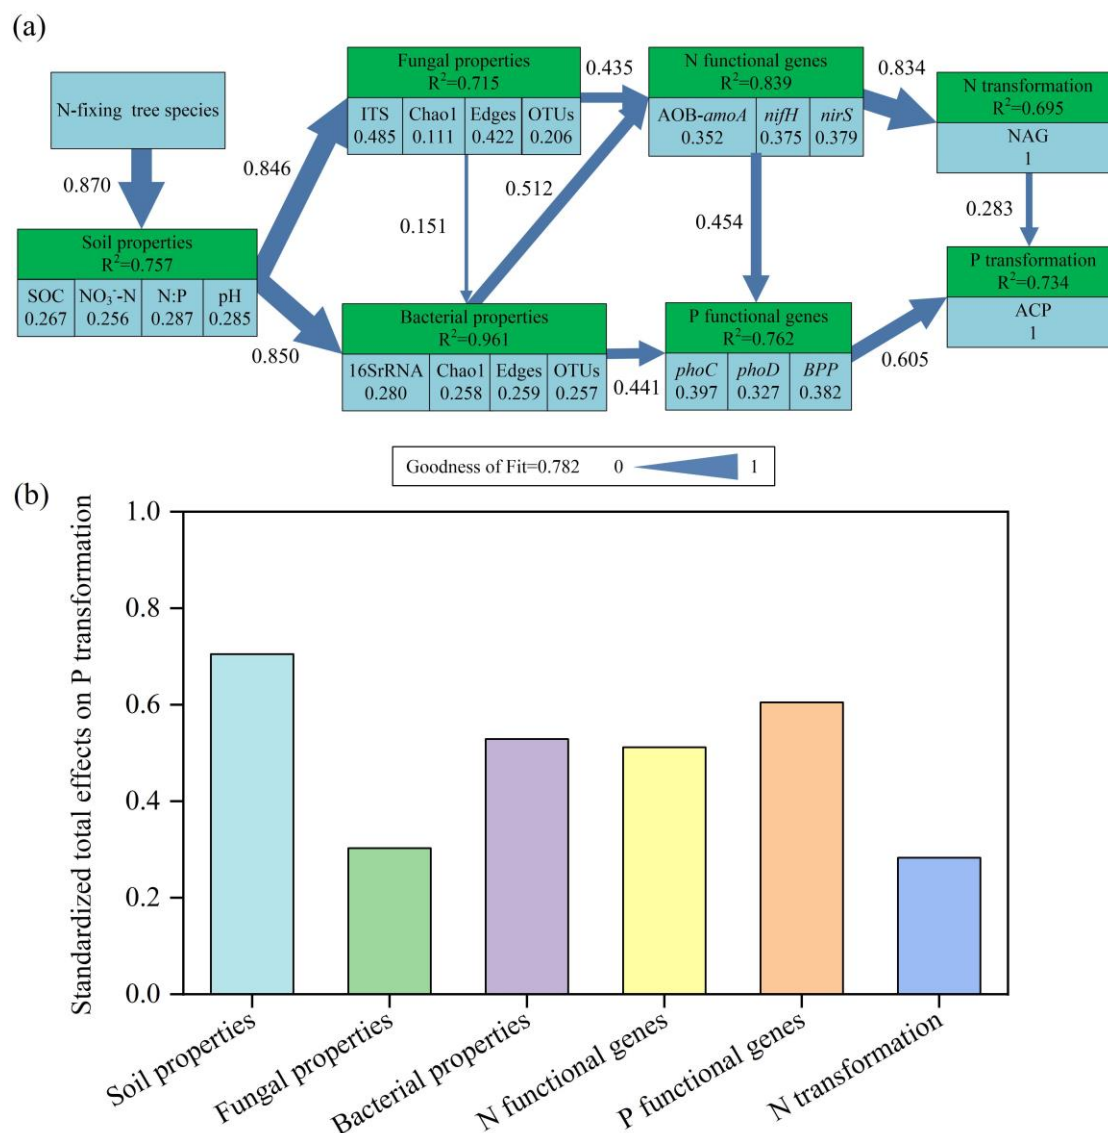 (a)
N-fixing tree species
0.870
Soil properties
R²=0.757
SOC NO₃⁻-N N:P pH
0.267 0.256 0.287 0.285
0.846
0.850
Fungal properties
R²=0.715
ITS Chao1 Edges OTUs
0.485 0.111 0.422 0.206
0.151
Bacterial properties
R²=0.961
16SrRNA Chao1 Edges OTUs
0.280 0.258 0.259 0.257
0.435
0.512
0.441
N functional genes
R²=0.839
AOB-amoA nifH nirS
0.352 0.375 0.379
0.454
P functional genes
R²=0.762
phoC phoD BPP
0.397 0.327 0.382
0.834
0.605
N transformation
R²=0.695
NAG
1
0.283
P transformation
R²=0.734
ACP
1
Goodness of Fit=0.782 0 1
(b)
Standardized total effects on P transformation
1.0
0.8
0.6
0.4
0.2
0.0
Soil properties
Fungal properties
Bacterial properties
N functional genes
P functional genes
N transformation